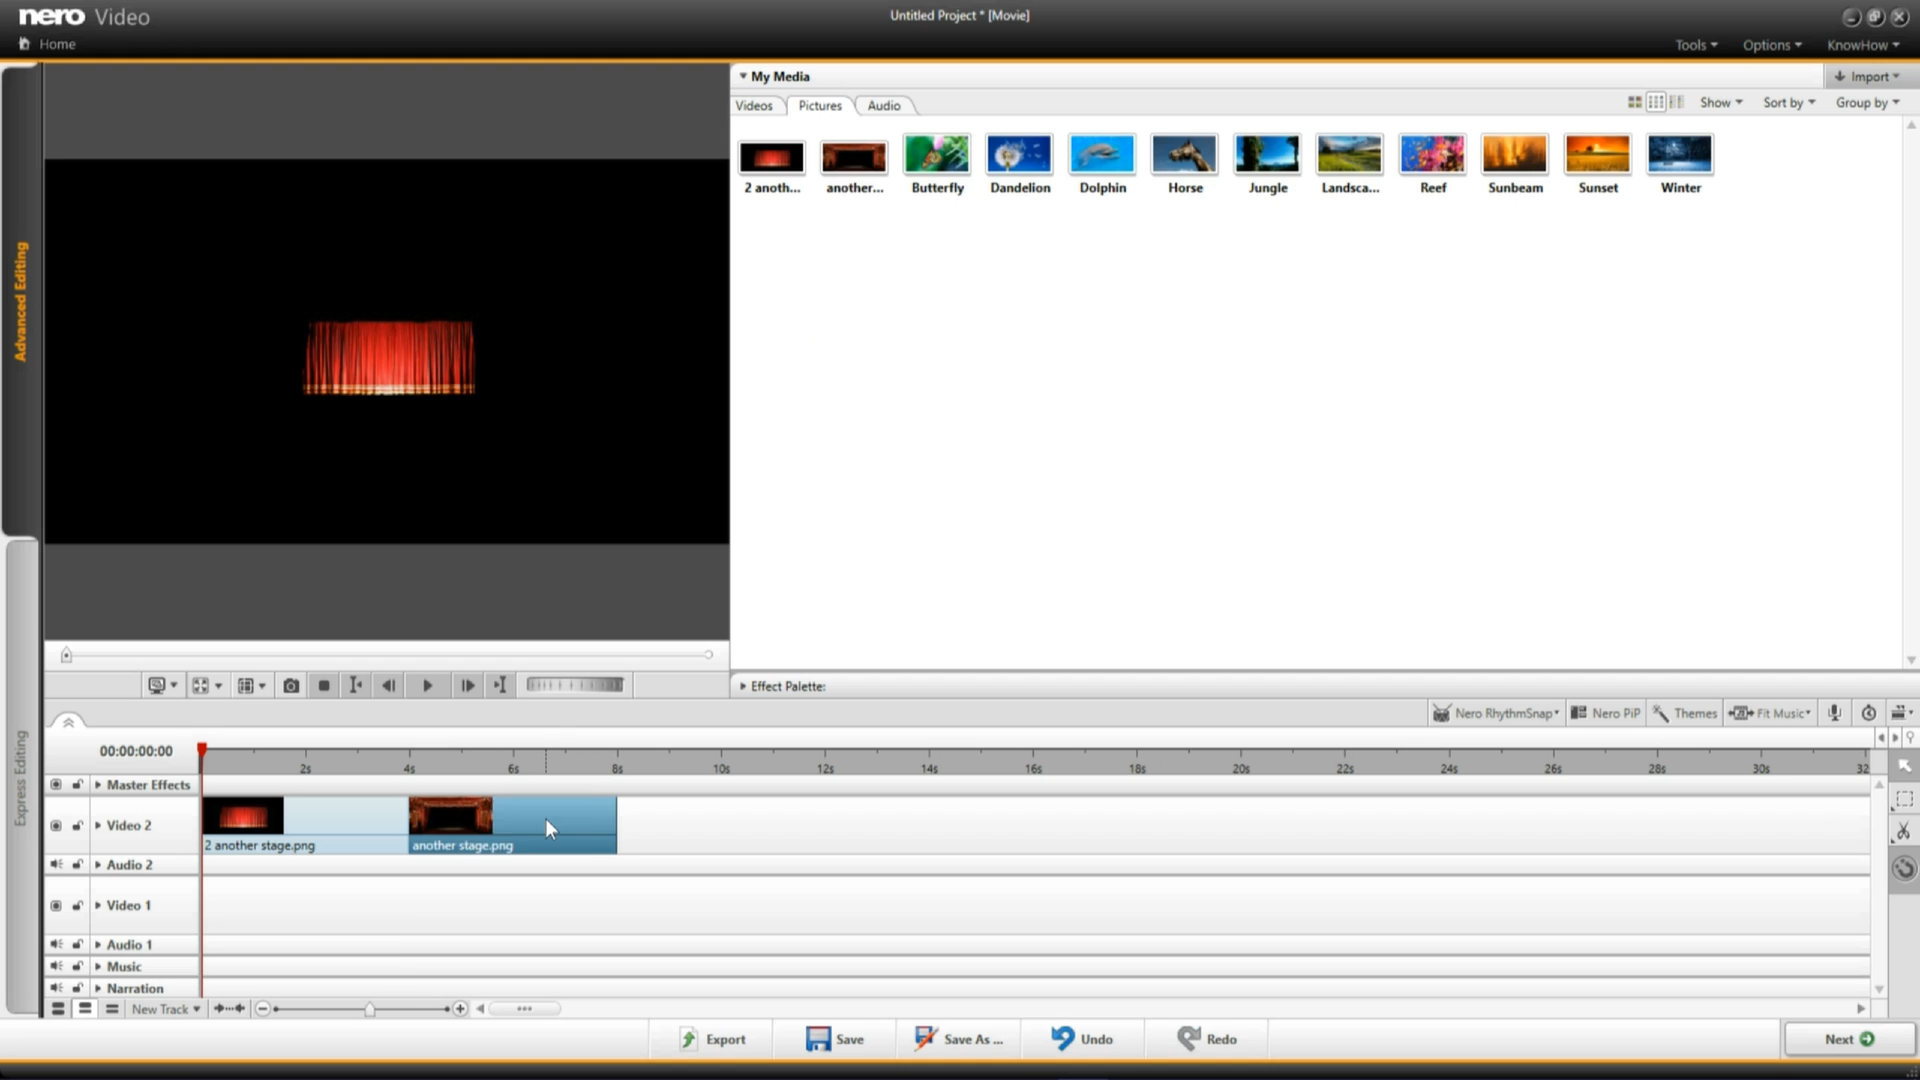 nero Video
Untitled Project * [Movie]
Home
Tools
Options
KnowHow
My Media
Import
Videos
Pictures
Audio
Show
Sort by
Group by
2 anoth...
another...
Butterfly
Dandelion
Dolphin
Horse
Jungle
Landsca...
Reef
Sunbeam
Sunset
Winter
Advanced Editing
Express Editing
Effect Palette:
Nero RhythmSnap
Nero PiP
Themes
Fit Music
00:00:00:00
2s
4s
6s
8s
10s
12s
14s
16s
18s
20s
22s
24s
26s
28s
30s
32
Master Effects
Video 2
2 another stage.png
another stage.png
Audio 2
Video 1
Audio 1
Music
Narration
New Track
Export
Save
Save As ...
Undo
Redo
Next